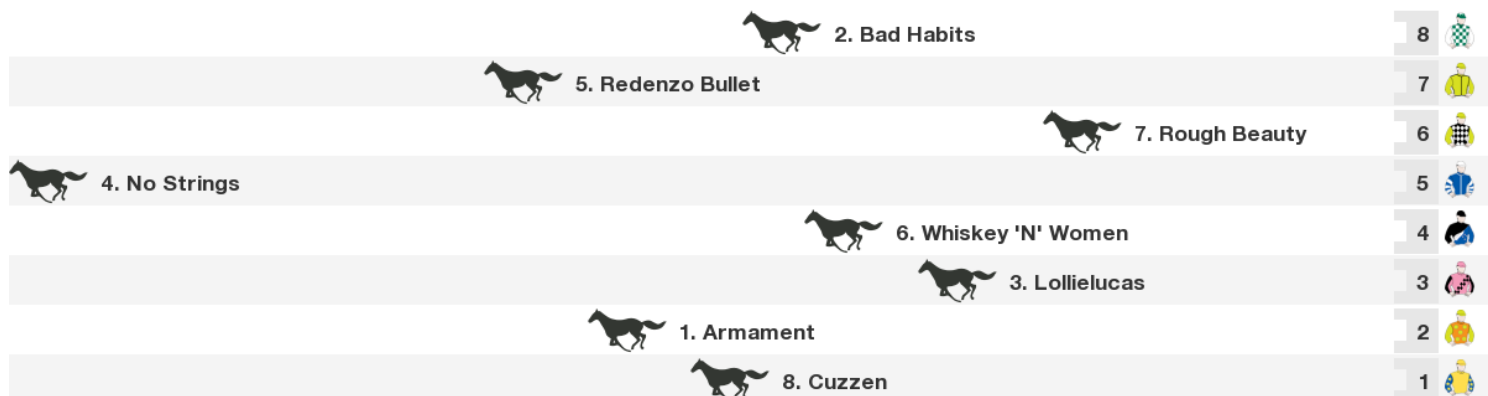 2. Bad Habits 8
5. Redenzo Bullet 7
7. Rough Beauty 6
4. No Strings 5
6. Whiskey 'N' Women 4
3. Lollielucas 3
1. Armament 2
8. Cuzzen 1